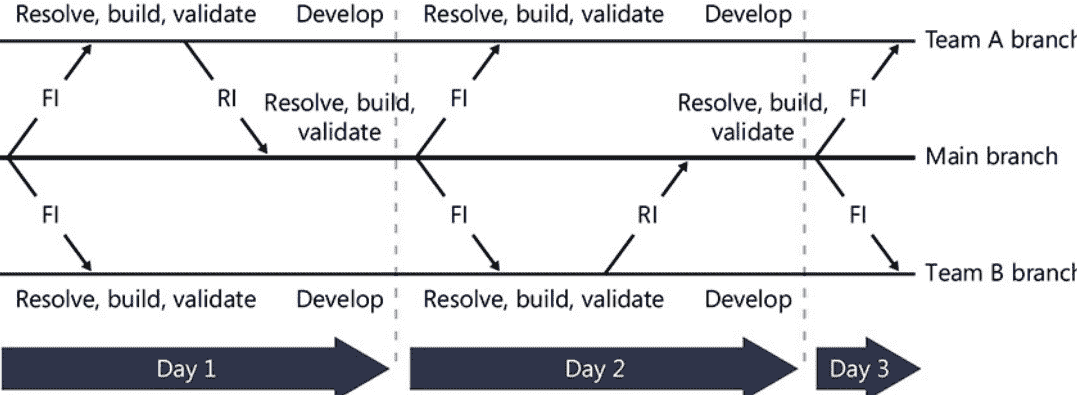 Resolve, build, validate Develop Resolve, build, validate Develop
Team A branch
FI RI Resolve, build, validate FI Resolve, build, validate FI
Main branch
FI FI RI FI
Team B branch
Resolve, build, validate Develop Resolve, build, validate Develop
Day 1 Day 2 Day 3